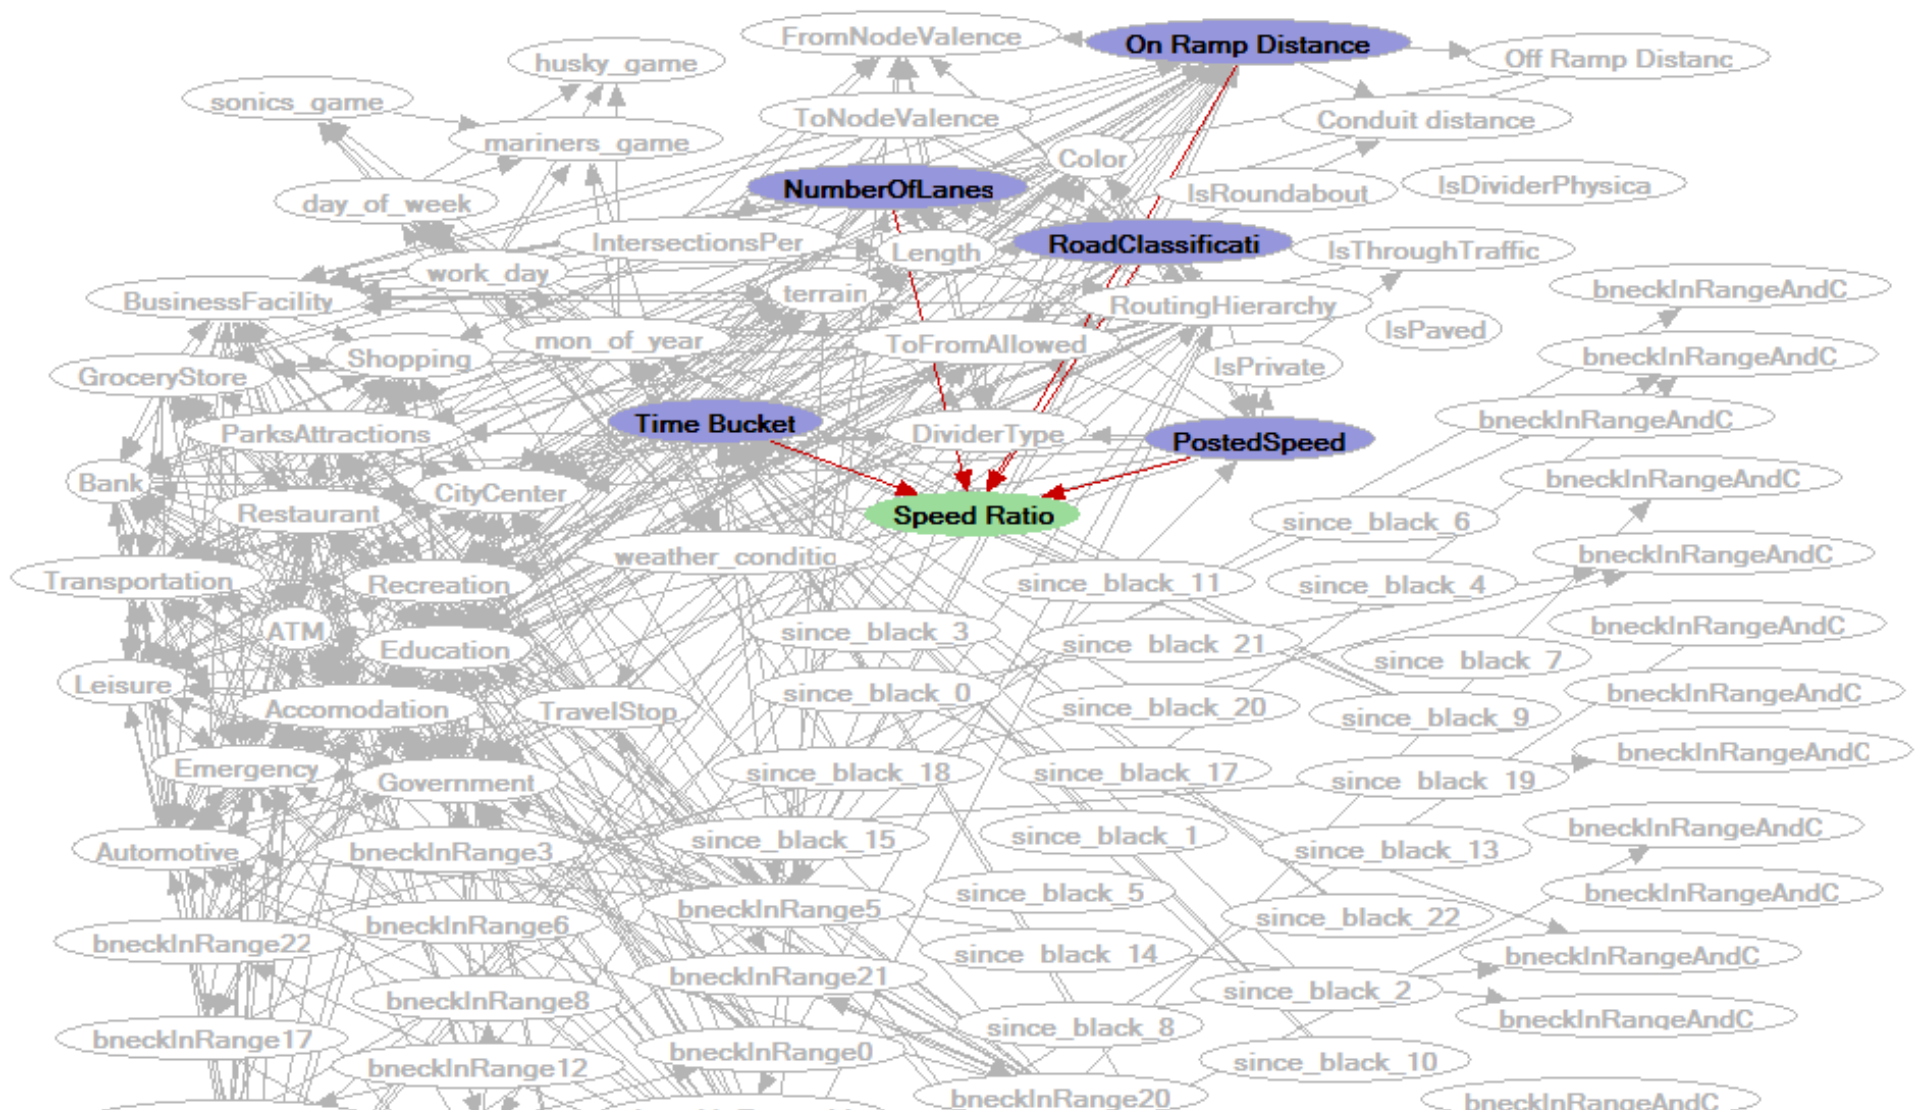 FromNodeValence
On Ramp Distance
Off Ramp Distanc
husky_game
sonics_game
ToNodeValence
Conduit distance
mariners_game
Color
NumberOfLanes
IsRoundabout
IsDividerPhysica
day_of_week
IntersectionsPer
Length
RoadClassificati
IsThroughTraffic
work_day
BusinessFacility
terrain
RoutingHierarchy
bneckInRangeAndC
IsPaved
mon_of_year
ToFromAllowed
Shopping
IsPrivate
bneckInRangeAndC
GroceryStore
bneckInRangeAndC
Time Bucket
ParksAttractions
DividerType
PostedSpeed
bneckInRangeAndC
Bank
CityCenter
Restaurant
Speed Ratio
since_black_6
weather_conditic
bneckInRangeAndC
Transportation
Recreation
since_black_11
since_black_4
ATM
since_black_3
bneckInRangeAndC
Education
since_black_21
since_black_7
Leisure
since_black_0
bneckInRangeAndC
Accomodation
TravelStop
since_black_20
since_black_9
bneckInRangeAndC
Emergency
Government
since_black_18
since_black_17
since_black_19
bneckInRangeAndC
Automotive
bneckInRange3
since_black_15
since_black_1
since_black_13
bneckInRangeAndC
since_black_5
bneckInRange5
since_black_22
bneckInRange6
bneckInRange22
since_black_14
bneckInRangeAndC
bneckInRange21
since_black_2
bneckInRange8
bneckInRangeAndC
bneckInRange17
since_black_8
bneckInRange0
bneckInRange12
since_black_10
bneckInRange20
bneckInRangeAndC